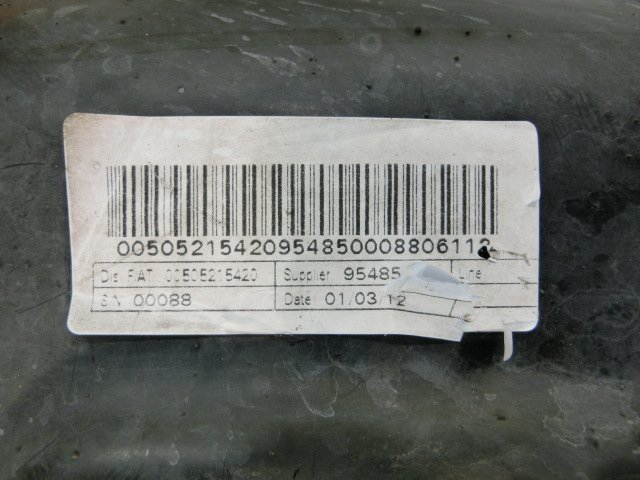 00505215420954850008806112
Dis. FIAT 00505215420 Supplier 95485 Line
S/N 00088 Date 01/03/12